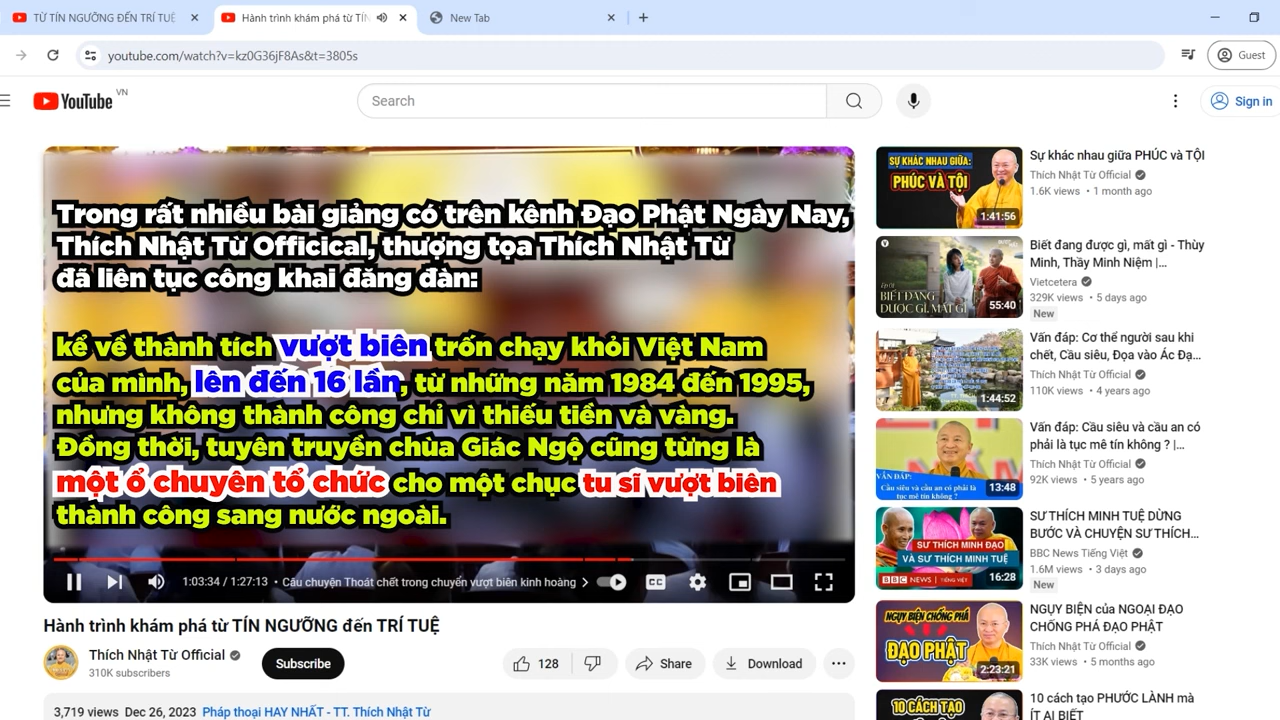 TỪ TÍN NGƯỠNG ĐẾN TRÍ TUỆ
Hành trình khám phá từ TÍN
New Tab
youtube.com/watch?v=kz0G36jF8As&t=3805s
Guest
YouTube VN
Search
Sign in
Trong rất nhiều bài giảng có trên kênh Đạo Phật Ngày Nay,
Thích Nhật Từ Officical, thượng tọa Thích Nhật Từ
đã liên tục công khai đăng đàn:
kể về thành tích vượt biên trốn chạy khỏi Việt Nam
của mình, lên đến 16 lần, từ những năm 1984 đến 1995,
nhưng không thành công chỉ vì thiếu tiền và vàng.
Đồng thời, tuyên truyền chùa Giác Ngộ cũng từng là
một ổ chuyên tổ chức cho một chục tu sĩ vượt biên
thành công sang nước ngoài.
1:03:34 / 1:27:13 • Câu chuyện Thoát chết trong chuyến vượt biên kinh hoàng
CC
Hành trình khám phá từ TÍN NGƯỠNG đến TRÍ TUỆ
Thích Nhật Từ Official
310K subscribers
Subscribe
128
Share
Download
3,719 views Dec 26, 2023 Pháp thoại HAY NHẤT - TT. Thích Nhật Từ
SỰ KHÁC NHAU GIỮA:
PHÚC VÀ TỘI
1:41:56
Sự khác nhau giữa PHÚC và TỘI
Thích Nhật Từ Official
1.6K views • 1 month ago
BIẾT ĐANG
ĐƯỢC GÌ, MẤT GÌ
55:40
Biết đang được gì, mất gì - Thùy
Minh, Thầy Minh Niệm |...
Vietcetera
329K views • 5 days ago
New
1:44:52
Vấn đáp: Cơ thể người sau khi
chết, Cầu siêu, Đọa vào Ác Đạ...
Thích Nhật Từ Official
110K views • 4 years ago
VẤN ĐÁP:
Cầu siêu và cầu an có phải là
tục mê tín không ?
13:48
Vấn đáp: Cầu siêu và cầu an có
phải là tục mê tín không ? |...
Thích Nhật Từ Official
92K views • 5 years ago
SƯ THÍCH MINH ĐẠO
VÀ SƯ THÍCH MINH TUỆ
BBC NEWS TIẾNG VIỆT
16:28
SƯ THÍCH MINH TUỆ DỪNG
BƯỚC VÀ CHUYỆN SƯ THÍCH...
BBC News Tiếng Việt
1.6M views • 3 days ago
New
NGỤY BIỆN CHỐNG PHÁ
ĐẠO PHẬT
2:23:21
NGỤY BIỆN của NGOẠI ĐẠO
CHỐNG PHÁ ĐẠO PHẬT
Thích Nhật Từ Official
33K views • 5 months ago
10 CÁCH TẠO
10 cách tạo PHƯỚC LÀNH mà
ÍT AI BIẾT